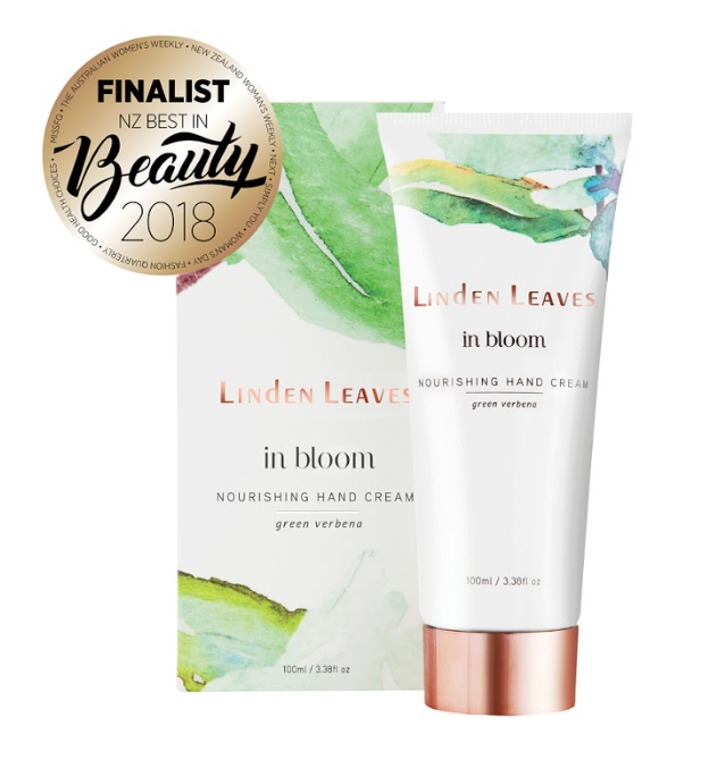 MISSFQ • THE AUSTRALIAN WOMEN'S WEEKLY • NEW ZEALAND WOMAN'S WEEKLY • NEXT • SIMPLY YOU • WOMAN'S DAY • FASHION QUARTERLY • GOOD HEALTH CHOICES •
FINALIST
NZ BEST IN
Beauty
2018
LINDEN LEAVES
in bloom
NOURISHING HAND CREAM
green verbena
100ml / 3.38fl oz
LINDEN LEAVES
in bloom
NOURISHING HAND CREAM
green verbena
100ml / 3.38fl oz